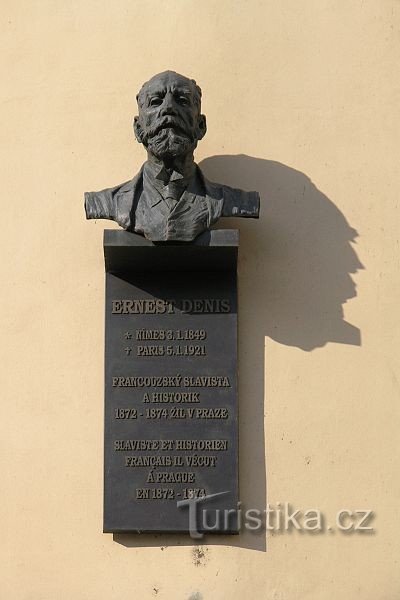 ERNEST DENIS
* NÎMES 3.1.1849
† PARIS 5.1.1921
FRANCOUZSKÝ SLAVISTA
A HISTORIK
1872 - 1874 ŽIL V PRAZE
SLAVISTE ET HISTORIEN
FRANÇAIS IL VÉCUT
À PRAGUE
EN 1872 - 1874
turistika.cz